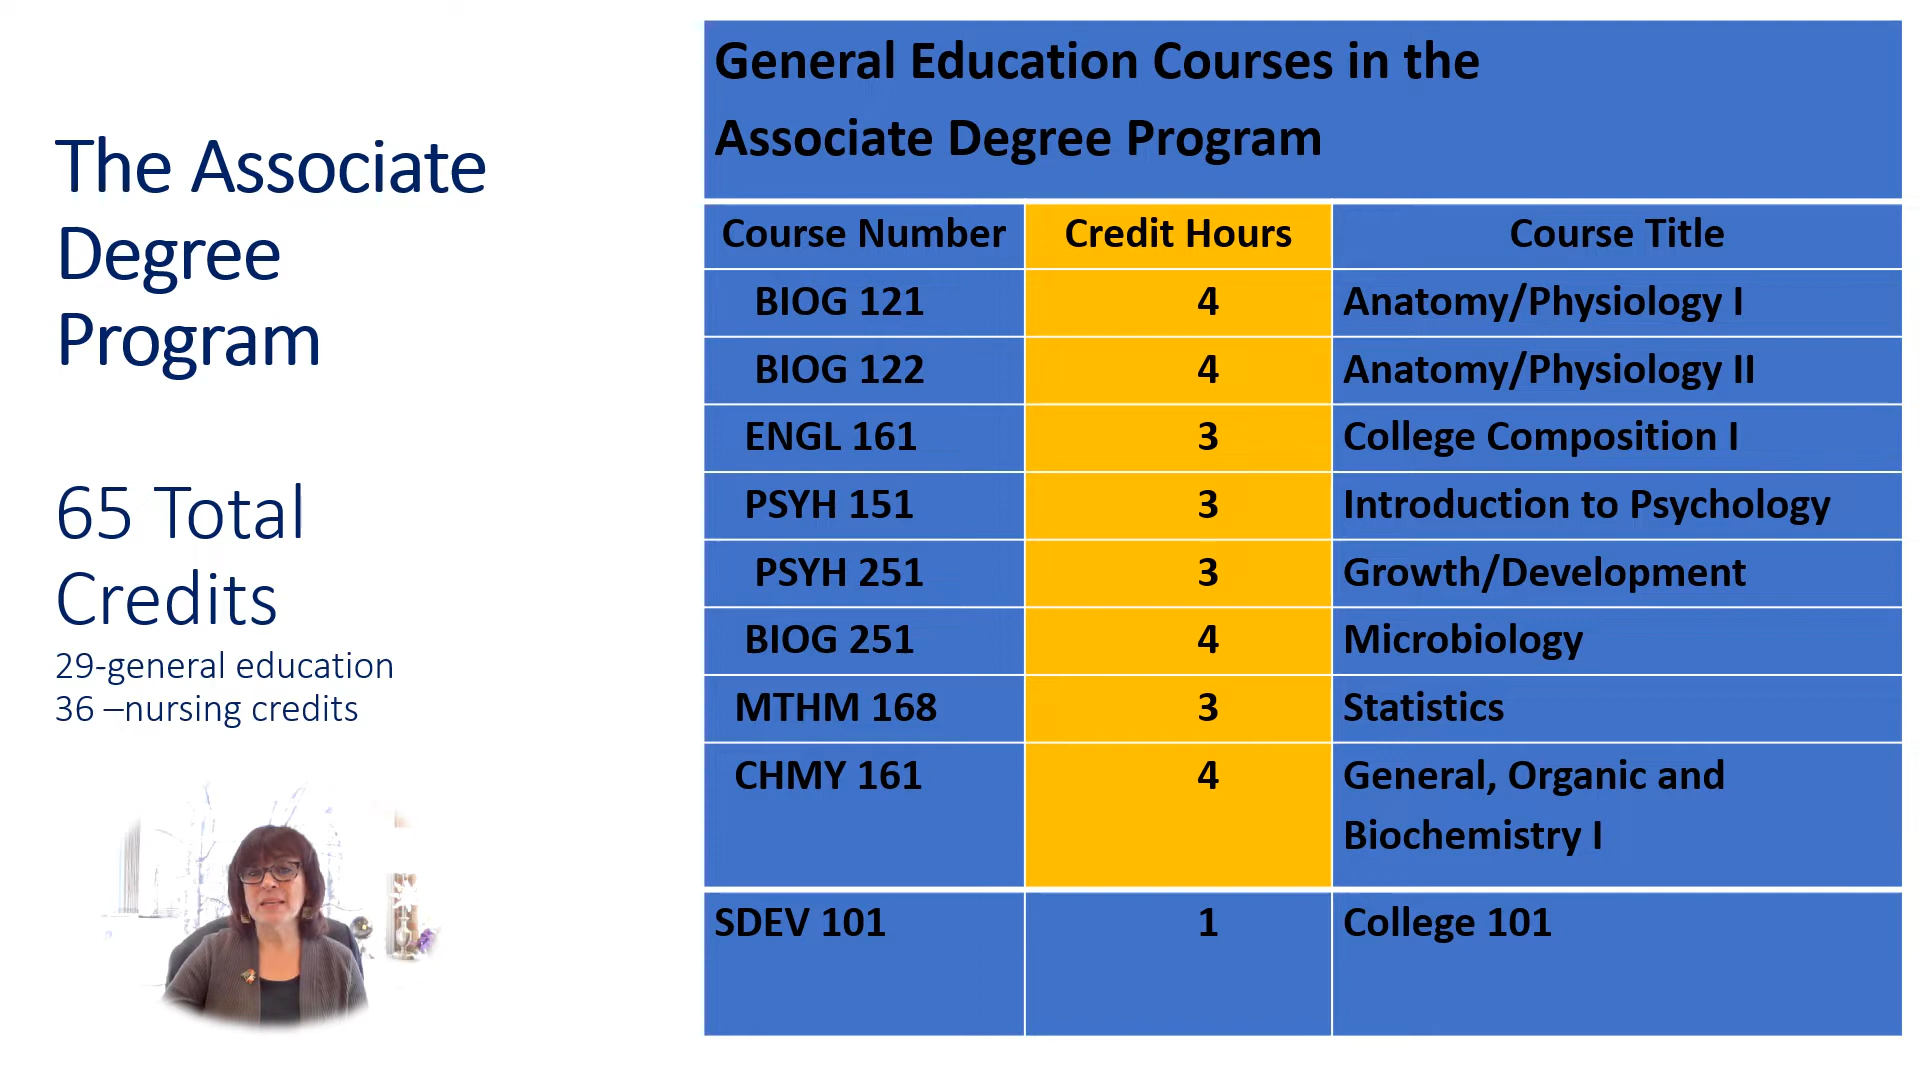 The Associate
Degree
Program
65 Total
Credits
29-general education
36 –nursing credits
General Education Courses in the
Associate Degree Program
Course Number Credit Hours Course Title
BIOG 121 4 Anatomy/Physiology I
BIOG 122 4 Anatomy/Physiology II
ENGL 161 3 College Composition I
PSYH 151 3 Introduction to Psychology
PSYH 251 3 Growth/Development
BIOG 251 4 Microbiology
MTHM 168 3 Statistics
CHMY 161 4 General, Organic and
Biochemistry I
SDEV 101 1 College 101